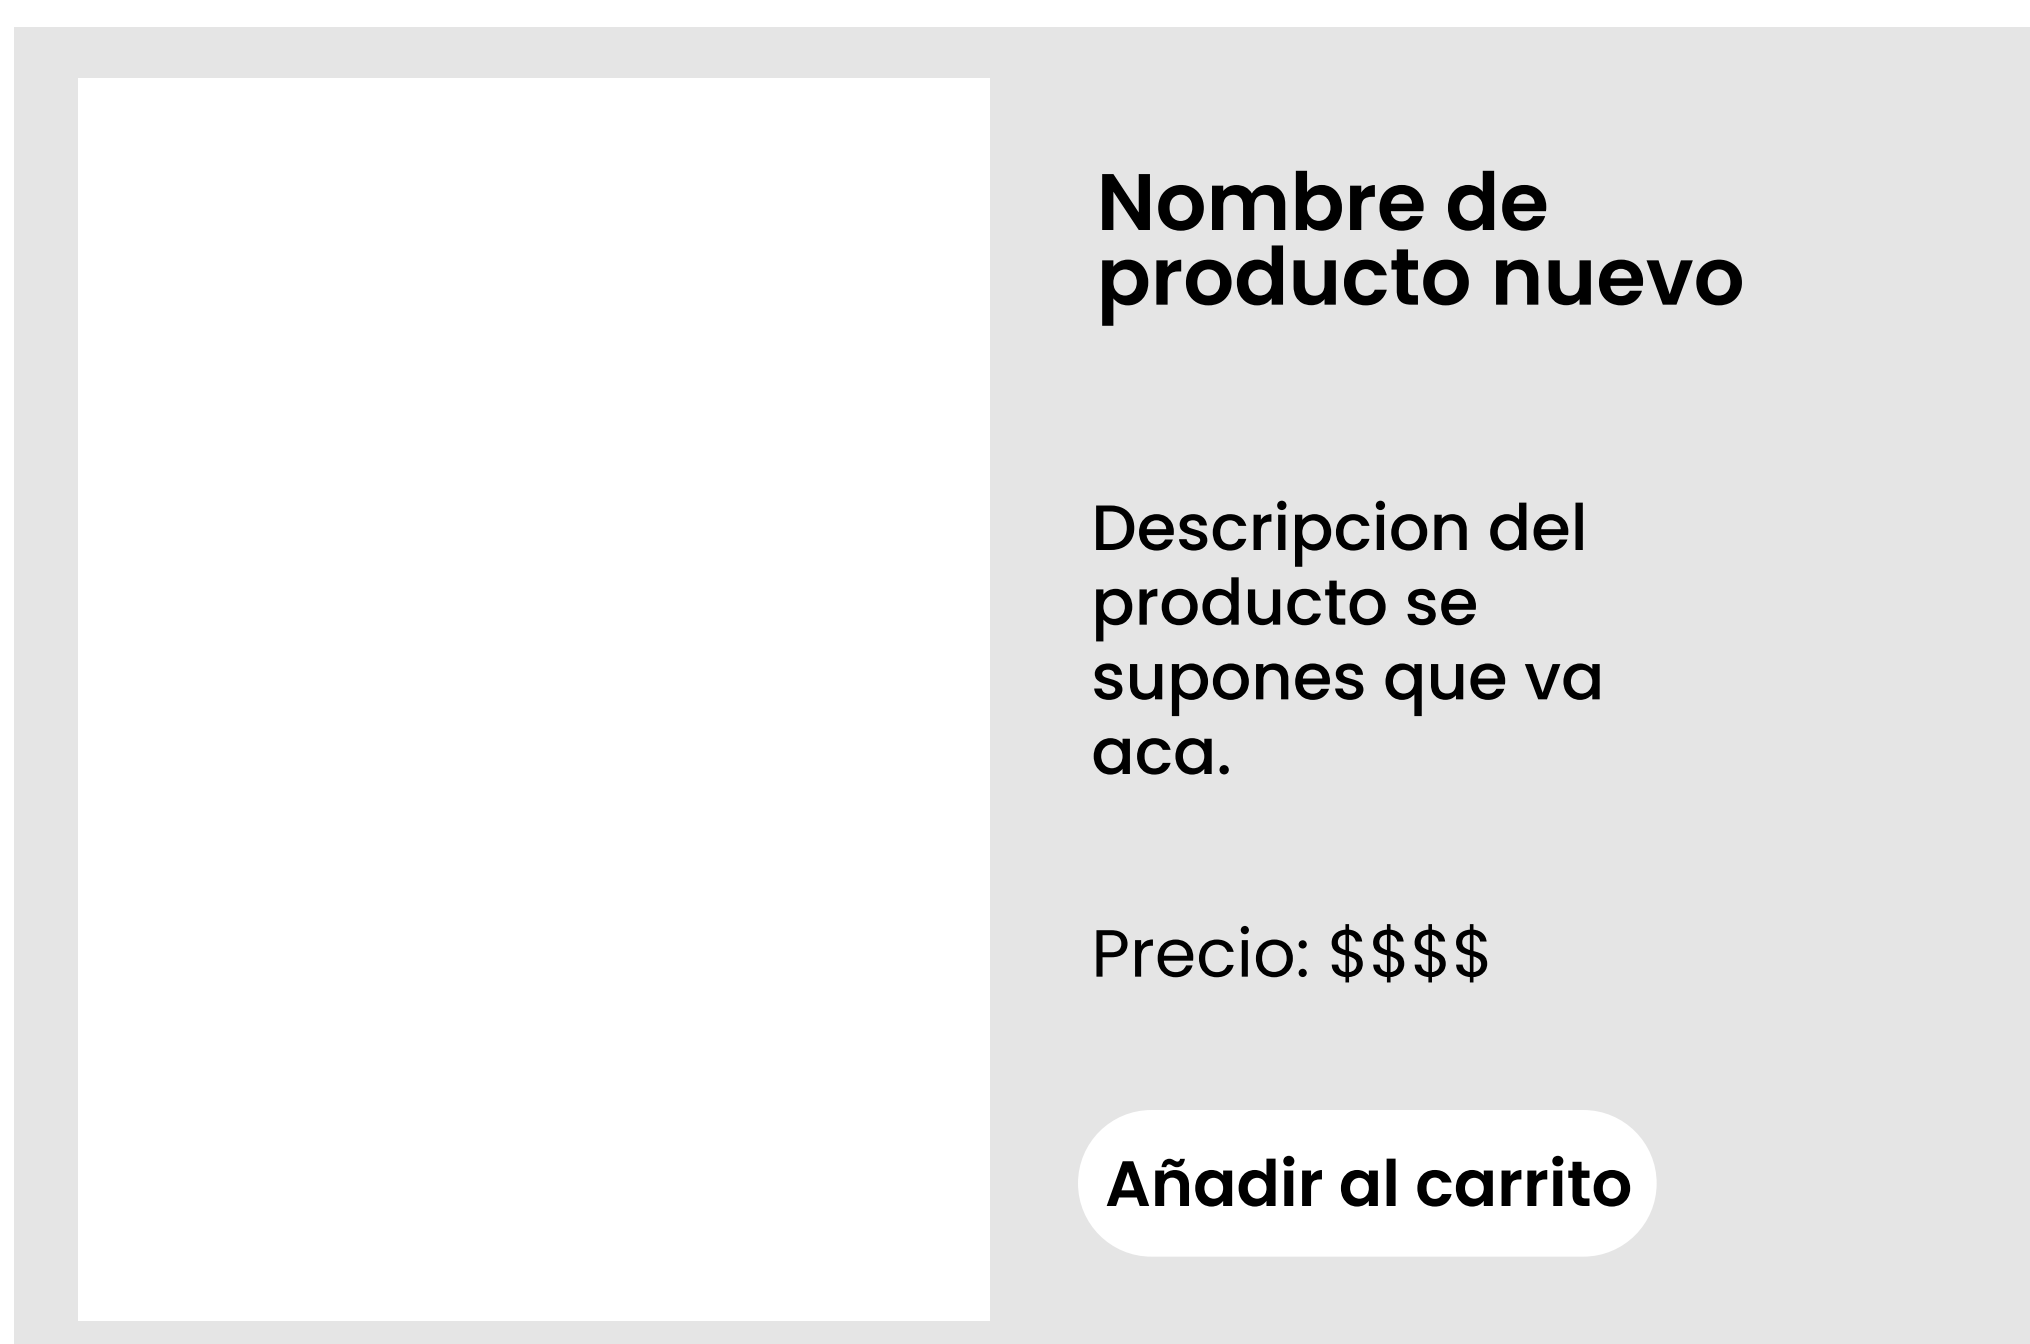 Nombre de
producto nuevo
Descripcion del
producto se
supones que va
aca.
Precio: $$$$
Añadir al carrito